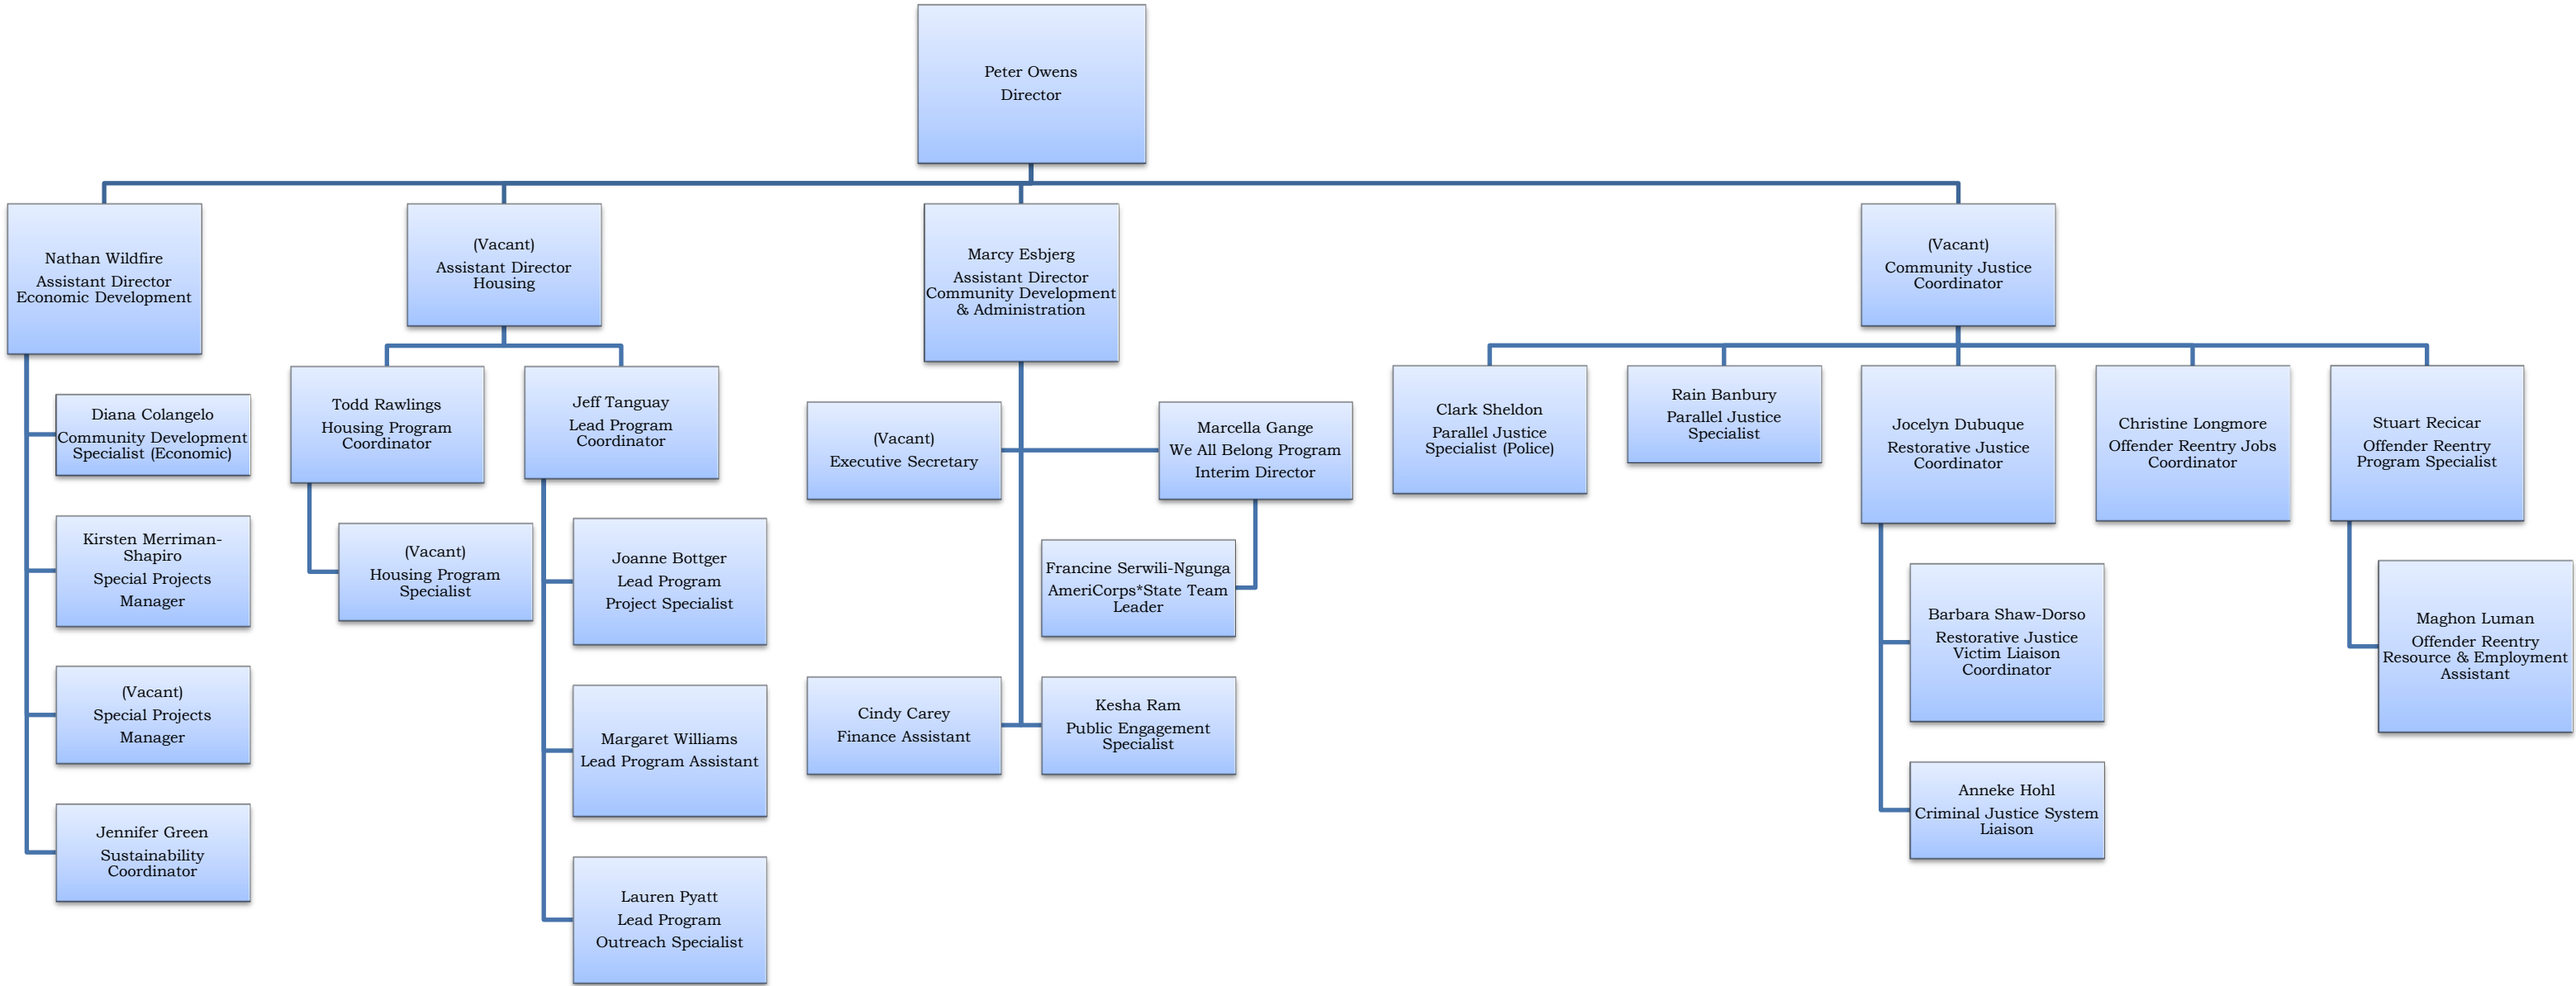 Peter Owens
Director
Nathan Wildfire
Assistant Director
Economic Development
(Vacant)
Assistant Director
Housing
Marcy Esbjerg
Assistant Director
Community Development
& Administration
(Vacant)
Community Justice
Coordinator
Diana Colangelo
Community Development
Specialist (Economic)
Kirsten Merriman-
Shapiro
Special Projects
Manager
(Vacant)
Special Projects
Manager
Jennifer Green
Sustainability
Coordinator
Todd Rawlings
Housing Program
Coordinator
(Vacant)
Housing Program
Specialist
Jeff Tanguay
Lead Program
Coordinator
Joanne Bottger
Lead Program
Project Specialist
Margaret Williams
Lead Program Assistant
Lauren Pyatt
Lead Program
Outreach Specialist
(Vacant)
Executive Secretary
Marcella Gange
We All Belong Program
Interim Director
Francine Serwili-Ngunga
AmeriCorps*State Team
Leader
Cindy Carey
Finance Assistant
Kesha Ram
Public Engagement
Specialist
Clark Sheldon
Parallel Justice
Specialist (Police)
Rain Banbury
Parallel Justice
Specialist
Jocelyn Dubuque
Restorative Justice
Coordinator
Barbara Shaw-Dorso
Restorative Justice
Victim Liaison
Coordinator
Anneke Hohl
Criminal Justice System
Liaison
Christine Longmore
Offender Reentry Jobs
Coordinator
Stuart Recicar
Offender Reentry
Program Specialist
Maghon Luman
Offender Reentry
Resource & Employment
Assistant